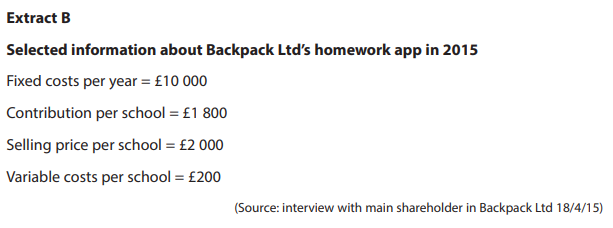 Extract B
Selected information about Backpack Ltd's homework app in 2015
Fixed costs per year = £10 000
Contribution per school = £1 800
Selling price per school = £2 000
Variable costs per school = £200
(Source: interview with main shareholder in Backpack Ltd 18/4/15)